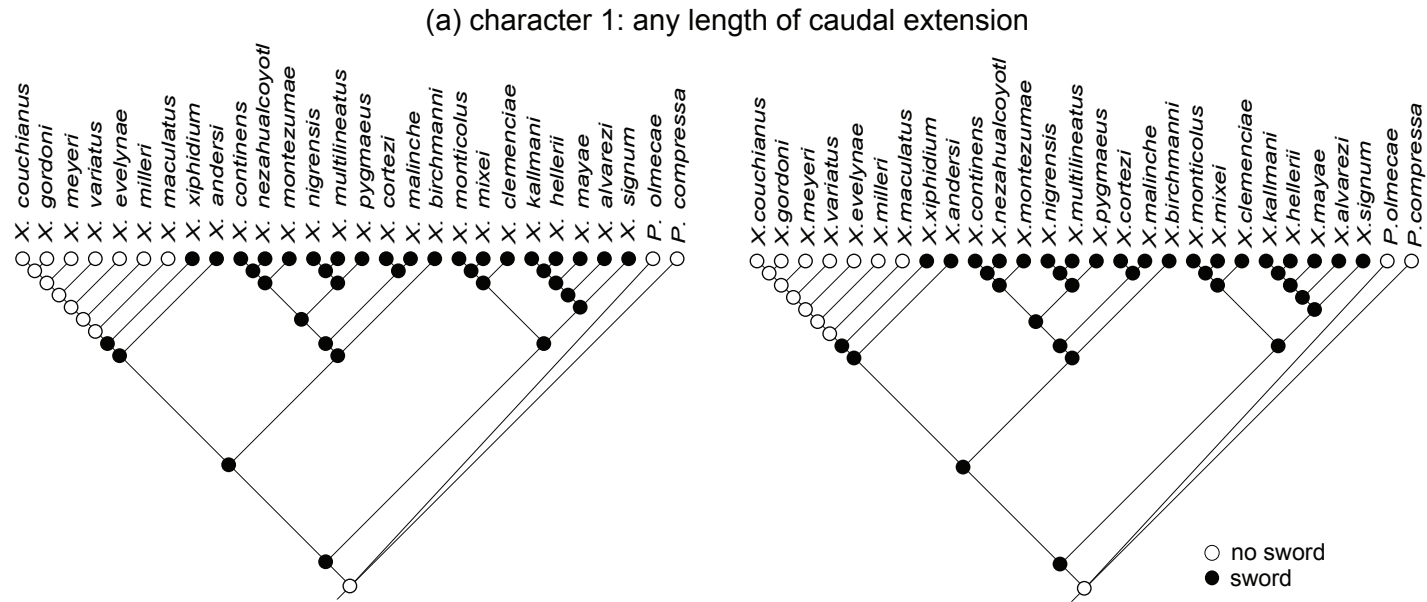 (a) character 1: any length of caudal extension
X. couchianus
X. gordoni
X. meyeri
X. variatus
X. evelynae
X. milleri
X. maculatus
X. xiphidium
X. andersi
X. continens
X. nezahualcoyotl
X. montezumae
X. nigrensis
X. multilineatus
X. pygmaeus
X. cortezi
X. malinche
X. birchmanni
X. monticolus
X. mixei
X. clemenciae
X. kallmani
X. hellerii
X. mayae
X. alvarezi
X. signum
P. olmecae
P. compressa
X.couchianus
X.gordoni
X.meyeri
X.variatus
X.evelynae
X.milleri
X.maculatus
X.xiphidium
X.andersi
X.continens
X.nezahualcoyotl
X.montezumae
X.nigrensis
X.multilineatus
X.pygmaeus
X.cortezi
X.malinche
X.birchmanni
X.monticolus
X.mixei
X.clemenciae
X.kallmani
X.hellerii
X.mayae
X.alvarezi
X.signum
P.olmecae
P.compressa
no sword
sword